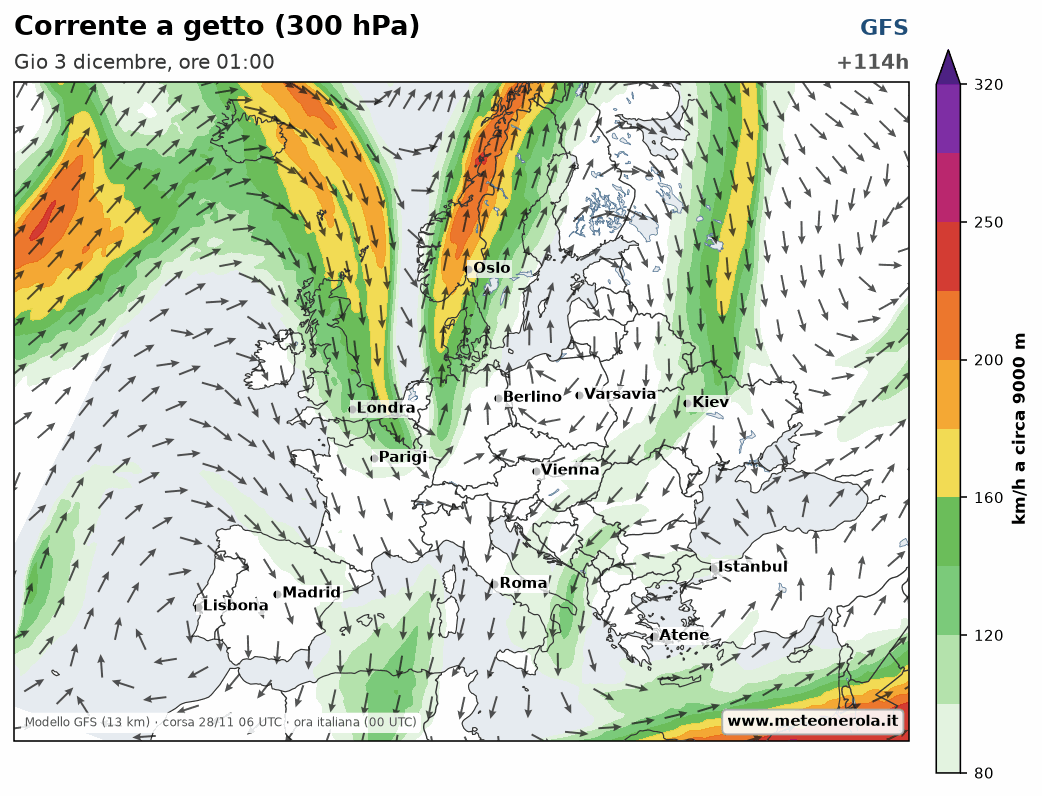 Corrente a getto (300 hPa)
GFS
Gio 3 dicembre, ore 01:00
+114h
320
250
200
160
120
80
km/h a circa 9000 m
Oslo
Londra
Berlino
Varsavia
Kiev
Parigi
Vienna
Istanbul
Roma
Madrid
Lisbona
Atene
Modello GFS (13 km) · corsa 28/11 06 UTC · ora italiana (00 UTC)
www.meteonerola.it